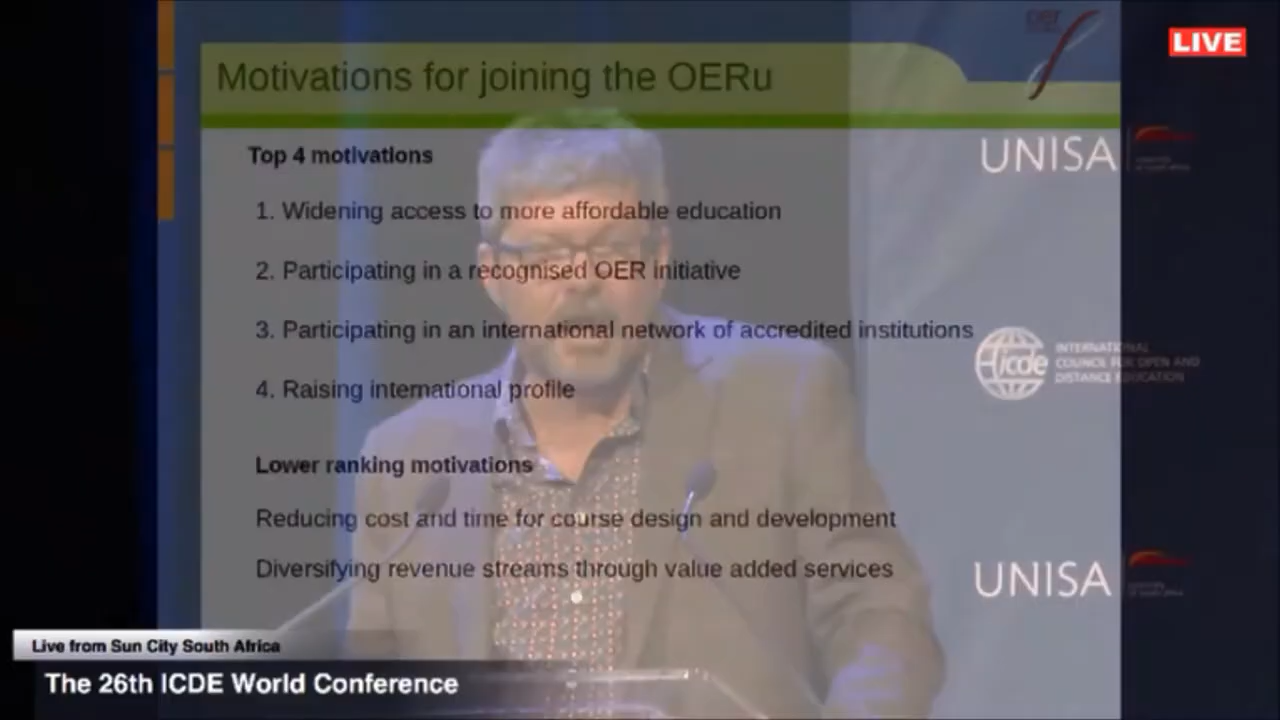 LIVE
Motivations for joining the OERu
Top 4 motivations
1. Widening access to more affordable education
2. Participating in a recognised OER initiative
3. Participating in an international network of accredited institutions
4. Raising international profile
Lower ranking motivations
Reducing cost and time for course design and development
Diversifying revenue streams through value added services
UNISA
icde
INTERNATIONAL
COUNCIL FOR OPEN AND
DISTANCE EDUCATION
UNISA
Live from Sun City South Africa
The 26th ICDE World Conference